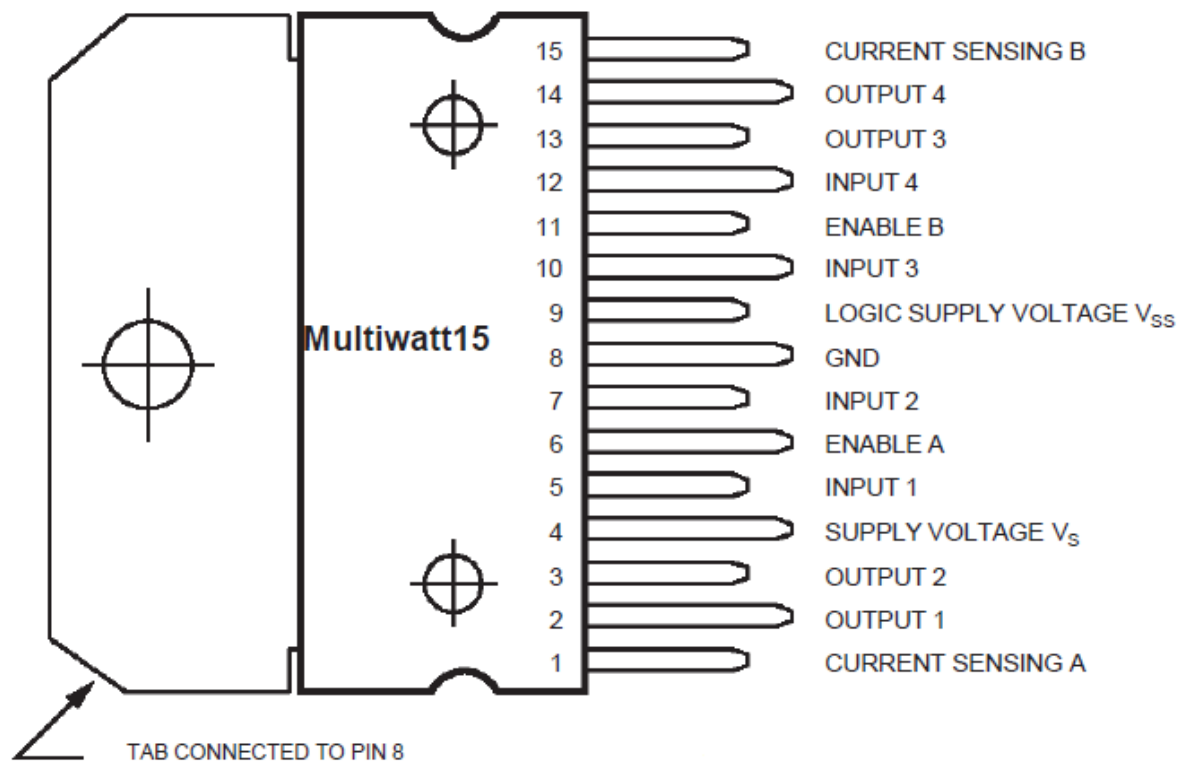 15 CURRENT SENSING B
14 OUTPUT 4
13 OUTPUT 3
12 INPUT 4
11 ENABLE B
10 INPUT 3
9 LOGIC SUPPLY VOLTAGE VSS
Multiwatt15
8 GND
7 INPUT 2
6 ENABLE A
5 INPUT 1
4 SUPPLY VOLTAGE VS
3 OUTPUT 2
2 OUTPUT 1
1 CURRENT SENSING A
TAB CONNECTED TO PIN 8